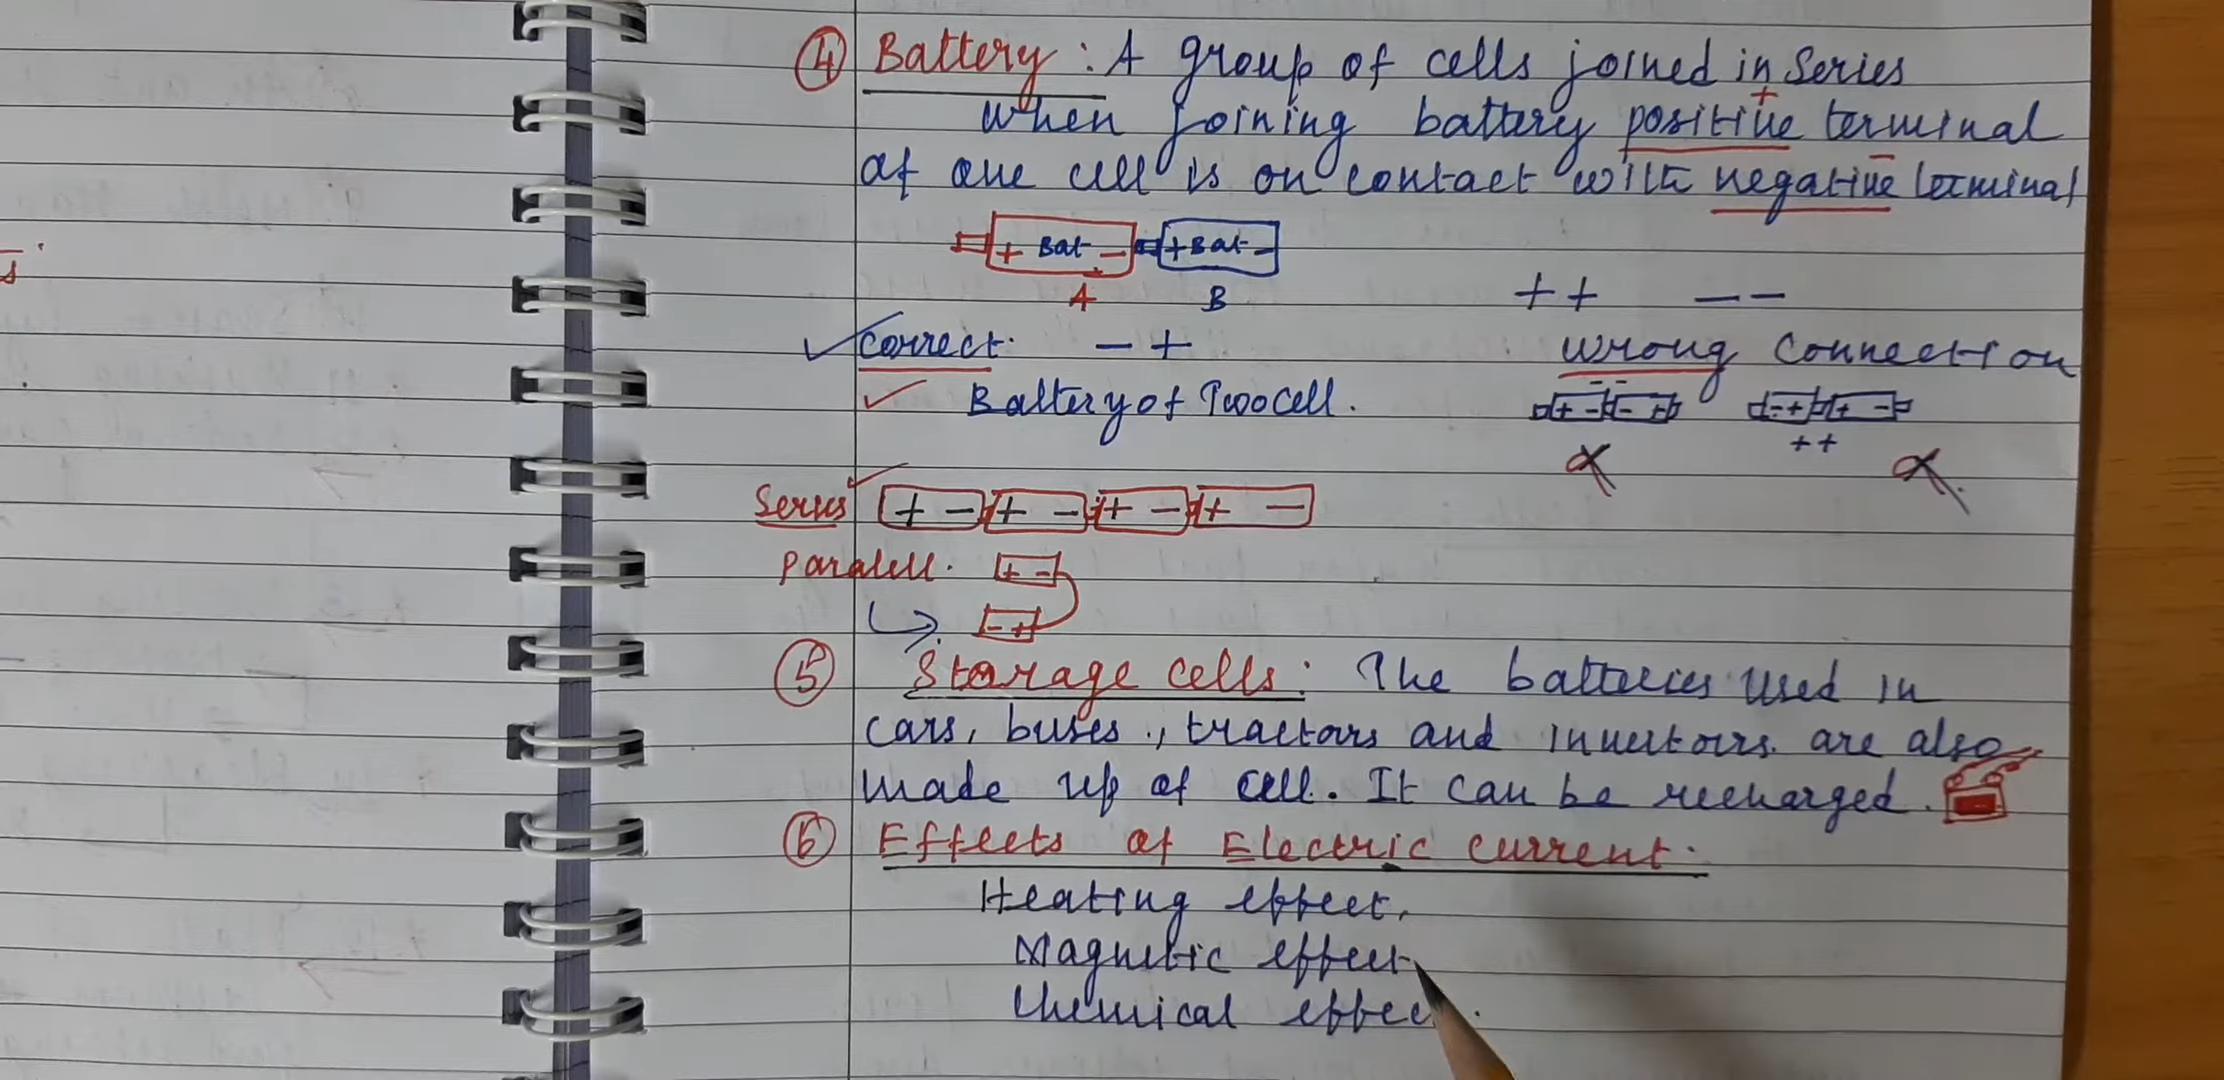 ④ Battery : A group of cells joined in Series
+
when joining battery positive terminal
of one cell is on contact with negative terminal
+ Bat - +Bat -
A B
++ --
Correct. - +
wrong connection
Battery of Two cell.
+ - - + - + + -
++
Series + - + - + - + -
Parallell. + -
- +
⑤ Storage cells : The batteries used in
cars, buses, tractors and invertors are also
made up of cell. It can be recharged.
⑥ Effects of Electric current.
Heating effect.
Magnetic effect
Chemical effec